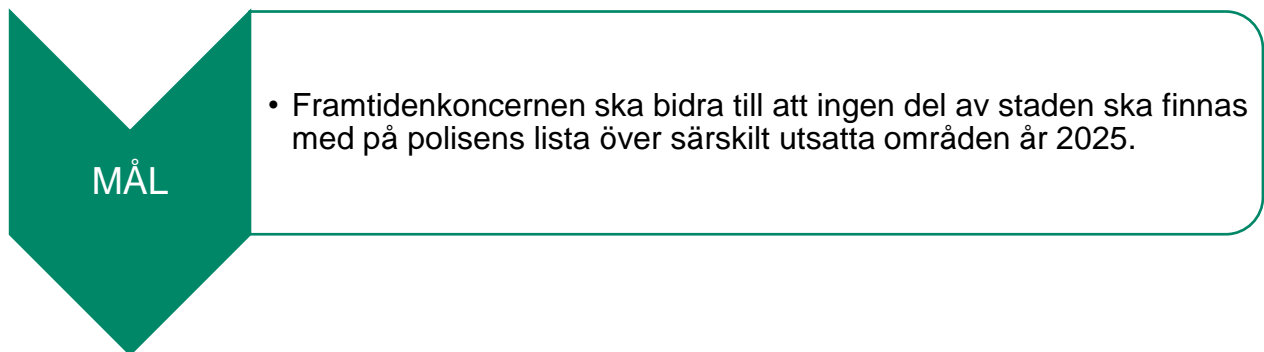 MÅL
• Framtidenkoncernen ska bidra till att ingen del av staden ska finnas
med på polisens lista över särskilt utsatta områden år 2025.